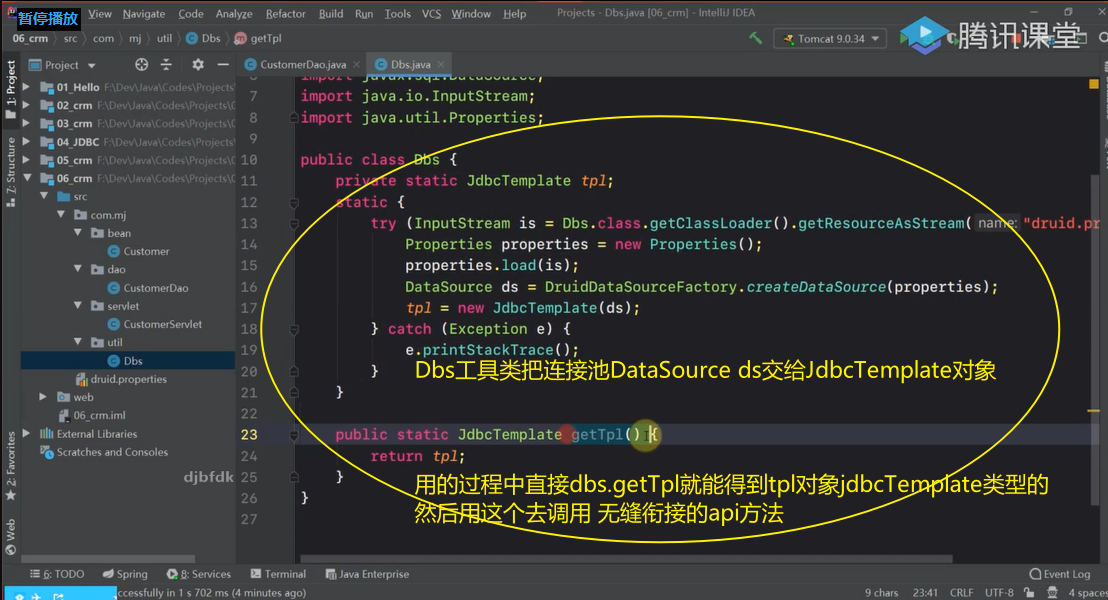 暂停播放
View Navigate Code Analyze Refactor Build Run Tools VCS Window Help Projects - Dbs.java [06_crm] - IntelliJ IDEA
06_crm src com mj util Dbs getTpl
Tomcat 9.0.34
腾讯课堂
Project
CustomerDao.java
Dbs.java
1: Project
Z: Structure
2: Favorites
Web
01_Hello F:\Dev\Java\Codes\Projects\
02_crm F:\Dev\Java\Codes\Projects\C
03_crm F:\Dev\Java\Codes\Projects\C
04_JDBC F:\Dev\Java\Codes\Projects\
05_crm F:\Dev\Java\Codes\Projects\C
06_crm F:\Dev\Java\Codes\Projects\C
src
com.mj
bean
Customer
dao
CustomerDao
servlet
CustomerServlet
util
Dbs
druid.properties
web
06_crm.iml
External Libraries
Scratches and Consoles
djbfdk
6 import javax.sql.DataSource;
7 import java.io.InputStream;
8 import java.util.Properties;
9
10 public class Dbs {
11 private static JdbcTemplate tpl;
12 static {
13 try (InputStream is = Dbs.class.getClassLoader().getResourceAsStream( name: "druid.pr
14 Properties properties = new Properties();
15 properties.load(is);
16 DataSource ds = DruidDataSourceFactory.createDataSource(properties);
17 tpl = new JdbcTemplate(ds);
18 } catch (Exception e) {
19 e.printStackTrace();
20 }
Dbs工具类把连接池DataSource ds交给JdbcTemplate对象
21 }
22
23 public static JdbcTemplate getTpl() {
24 return tpl;
25 }
用的过程中直接dbs.getTpl就能得到tpl对象jdbcTemplate类型的
26 }
然后用这个去调用 无缝衔接的api方法
27
6: TODO Spring 8: Services Terminal Java Enterprise Event Log
ccessfully in 1 s 702 ms (4 minutes ago) 9 chars 23:41 CRLF UTF-8 4 spaces